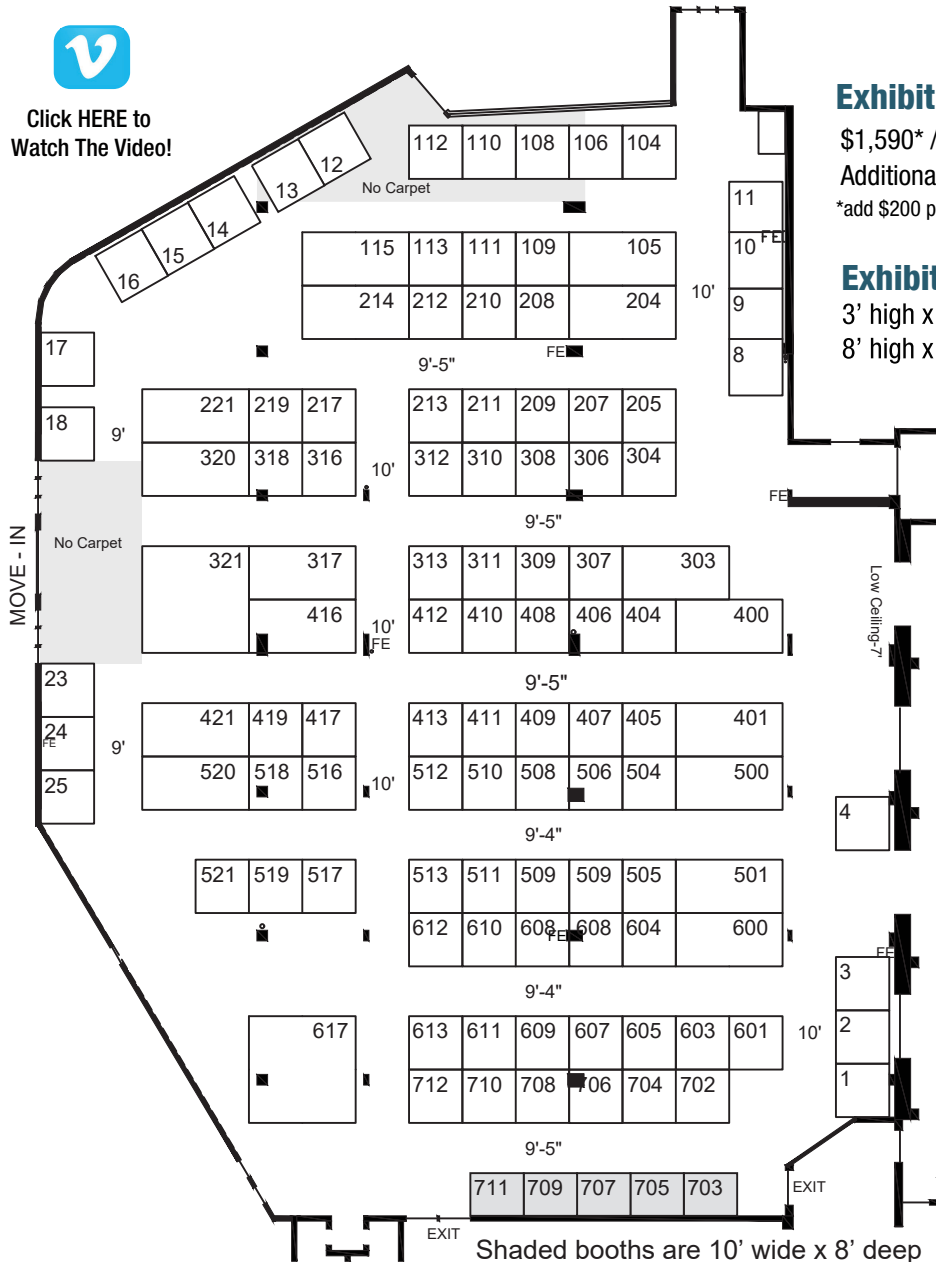 Click HERE to
Watch The Video!
Exhibit
$1,590* /
Additiona
*add $200 p
Exhibit
3' high x
8' high x
112 110 108 106 104
No Carpet
12
13
14
15
16
11
10 FE
9
8
115 113 111 109 105
10'
214 212 210 208 204
17
9'-5" FE
18 9'
221 219 217 213 211 209 207 205
320 318 316 10' 312 310 308 306 304
FE
9'-5"
MOVE - IN
No Carpet
321 317 313 311 309 307 303
Low Ceiling-7'
416 10' 412 410 408 406 404 400
FE
9'-5"
23
24
FE
25
9'
421 419 417 413 411 409 407 405 401
520 518 516 10' 512 510 508 506 504 500
4
9'-4"
521 519 517 513 511 509 509 505 501
612 610 608 FE 608 604 600
FE
3
9'-4"
617 613 611 609 607 605 603 601 10' 2
712 710 708 706 704 702 1
9'-5"
711 709 707 705 703
EXIT
EXIT
Shaded booths are 10' wide x 8' deep